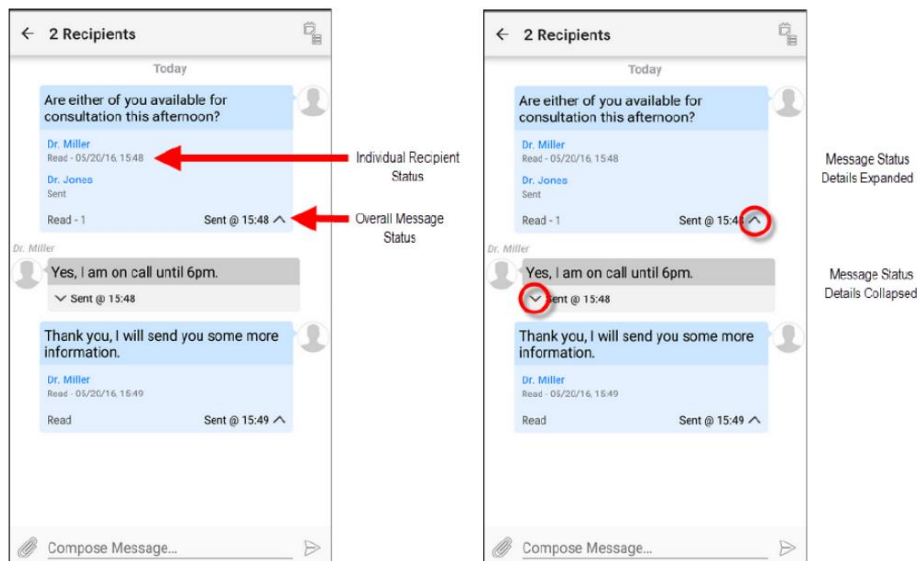 2 Recipients
Today
Are either of you available for
consultation this afternoon?
Dr. Miller
Read - 05/20/16, 15:48
Dr. Jones
Sent
Read - 1
Sent @ 15:48
Dr. Miller
Yes, I am on call until 6pm.
Sent @ 15:48
Thank you, I will send you some more
information.
Dr. Miller
Read - 05/20/16, 15:49
Read
Sent @ 15:49
Compose Message...
Individual Recipient
Status
Overall Message
Status
2 Recipients
Today
Are either of you available for
consultation this afternoon?
Dr. Miller
Read - 05/20/16, 15:48
Dr. Jones
Sent
Read - 1
Sent @ 15:48
Dr. Miller
Yes, I am on call until 6pm.
Sent @ 15:48
Thank you, I will send you some more
information.
Dr. Miller
Read - 05/20/16, 15:49
Read
Sent @ 15:49
Compose Message...
Message Status
Details Expanded
Message Status
Details Collapsed